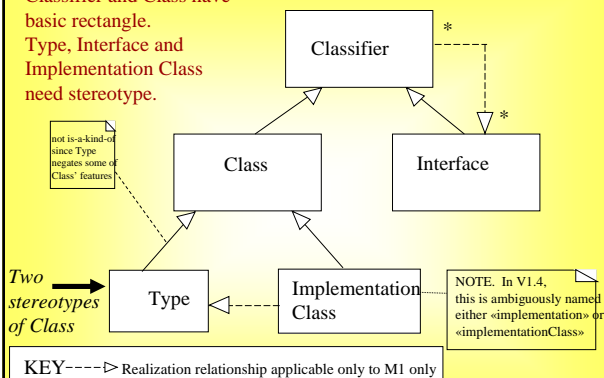 Classifier and Class have
basic rectangle.
Type, Interface and
Implementation Class
need stereotype.
Classifier
*
*
not is-a-kind-of
since Type
negates some of
Class' features
Class
Interface
Two
stereotypes
of Class
Type
Implementation
Class
NOTE. In V1.4,
this is ambiguously named
either «implementation» or
«implementationClass»
KEY Realization relationship applicable only to M1 only